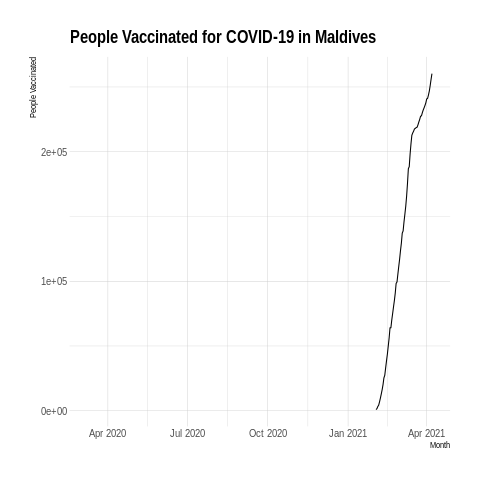 People Vaccinated for COVID-19 in Maldives
People Vaccinated
2e+05
1e+05
0e+00
Apr 2020 Jul 2020 Oct 2020 Jan 2021 Apr 2021
Month